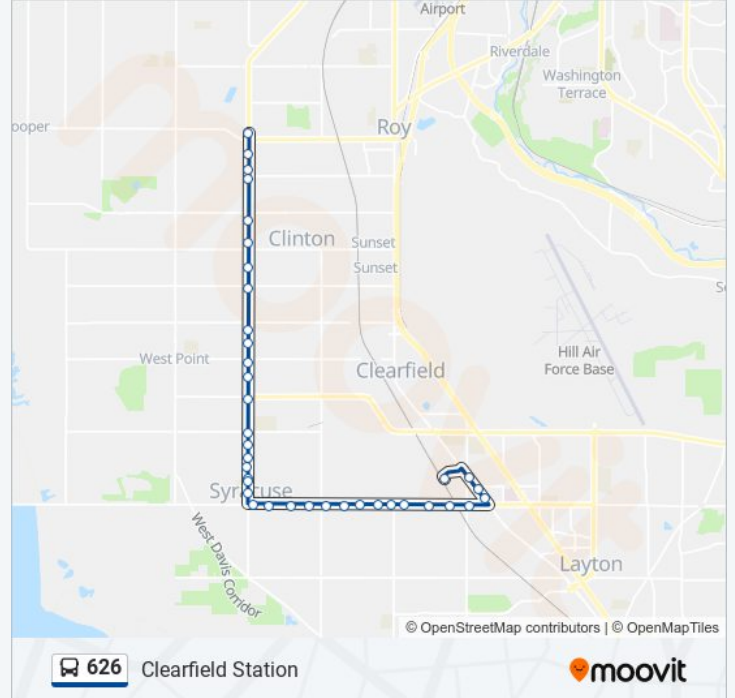 Airport
Riverdale
Washington
Terrace
ooper
Roy
Clinton
Sunset
Sunset
S
West Point
Hill Air
Force Base
Clearfield
Syracuse
West Davis Corridor
Layton
© OpenStreetMap contributors | © OpenMapTiles
626 Clearfield Station
moovit